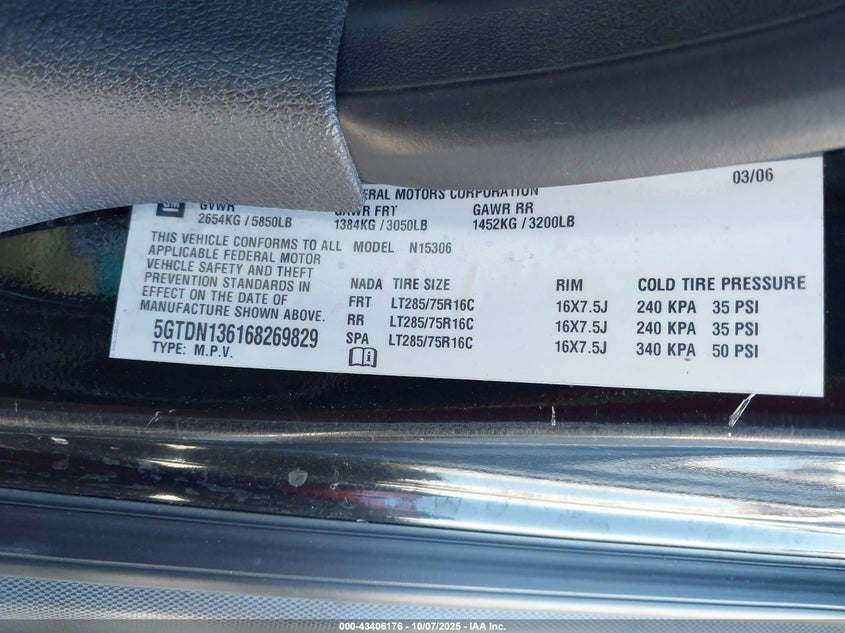 03/06
GM
ERAL MOTORS CORPORATION
GVWR GAWR FRT GAWR RR
2654KG / 5850LB 1384KG / 3050LB 1452KG / 3200LB
THIS VEHICLE CONFORMS TO ALL MODEL N15306
APPLICABLE FEDERAL MOTOR
VEHICLE SAFETY AND THEFT
PREVENTION STANDARDS IN
EFFECT ON THE DATE OF
MANUFACTURE SHOWN ABOVE.
5GTDN136168269829
TYPE: M.P.V.
NADA TIRE SIZE RIM COLD TIRE PRESSURE
FRT LT285/75R16C 16X7.5J 240 KPA 35 PSI
RR LT285/75R16C 16X7.5J 240 KPA 35 PSI
SPA LT285/75R16C 16X7.5J 340 KPA 50 PSI
000-43406176 - 10/07/2025 - IAA Inc.